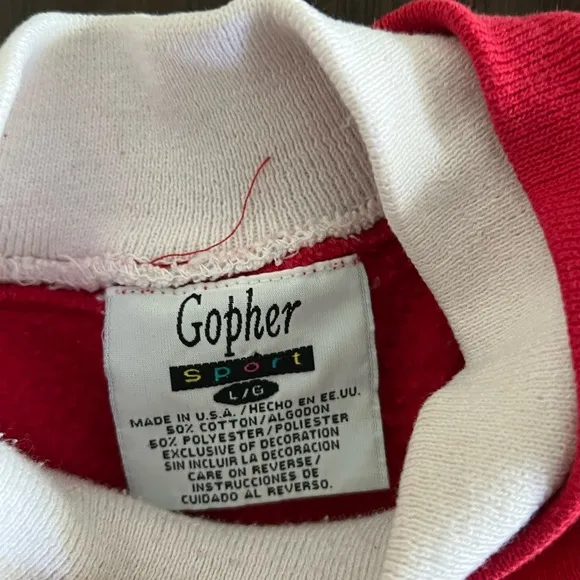 Gopher
sport
L/G
MADE IN U.S.A./HECHO EN EE.UU.
50% COTTON/ALGODON
50% POLYESTER/POLIESTER
EXCLUSIVE OF DECORATION
SIN INCLUIR LA DECORACION
CARE ON REVERSE/
INSTRUCCIONES DE
CUIDADO AL REVERSO.